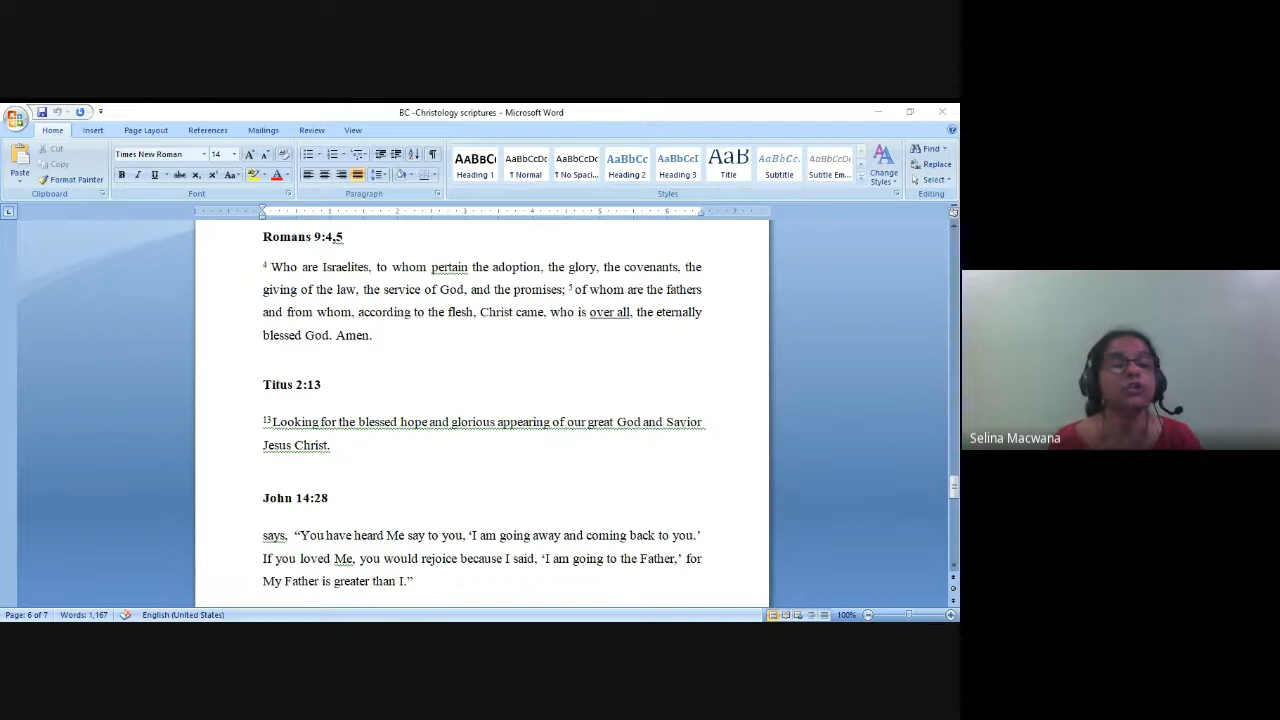 BC -Christology scriptures - Microsoft Word
Home Insert Page Layout References Mailings Review View
Paste
Cut
Copy
Format Painter
Clipboard
Times New Roman 14
Font
Paragraph
AaBbC( AaBbCcDc AaBbCcDc AaBbCc AaBbCcI AaB AaBbCc. AaBbCcDc
Heading 1 ¶ Normal ¶ No Spaci... Heading 2 Heading 3 Title Subtitle Subtle Em...
Styles
Change Styles
Find
Replace
Select
Editing
Romans 9:4,5
4 Who are Israelites, to whom pertain the adoption, the glory, the covenants, the
giving of the law, the service of God, and the promises; 5 of whom are the fathers
and from whom, according to the flesh, Christ came, who is over all, the eternally
blessed God. Amen.
Titus 2:13
13 Looking for the blessed hope and glorious appearing of our great God and Savior
Jesus Christ.
John 14:28
says, “You have heard Me say to you, ‘I am going away and coming back to you.’
If you loved Me, you would rejoice because I said, ‘I am going to the Father,’ for
My Father is greater than I.”
Page: 6 of 7 Words: 1,167 English (United States) 100%
Selina Macwana